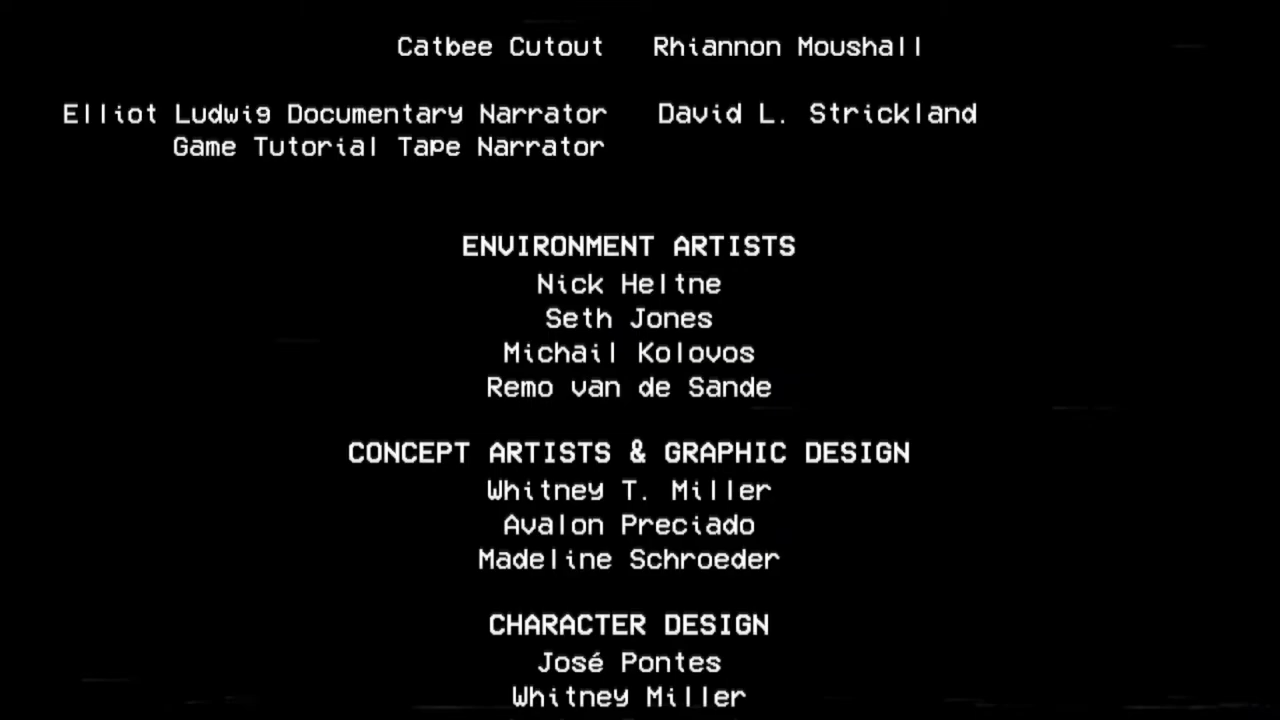 Catbee Cutout Rhiannon Moushall
Elliot Ludwig Documentary Narrator David L. Strickland
Game Tutorial Tape Narrator
ENVIRONMENT ARTISTS
Nick Heltne
Seth Jones
Michail Kolovos
Remo van de Sande
CONCEPT ARTISTS & GRAPHIC DESIGN
Whitney T. Miller
Avalon Preciado
Madeline Schroeder
CHARACTER DESIGN
José Pontes
Whitney Miller